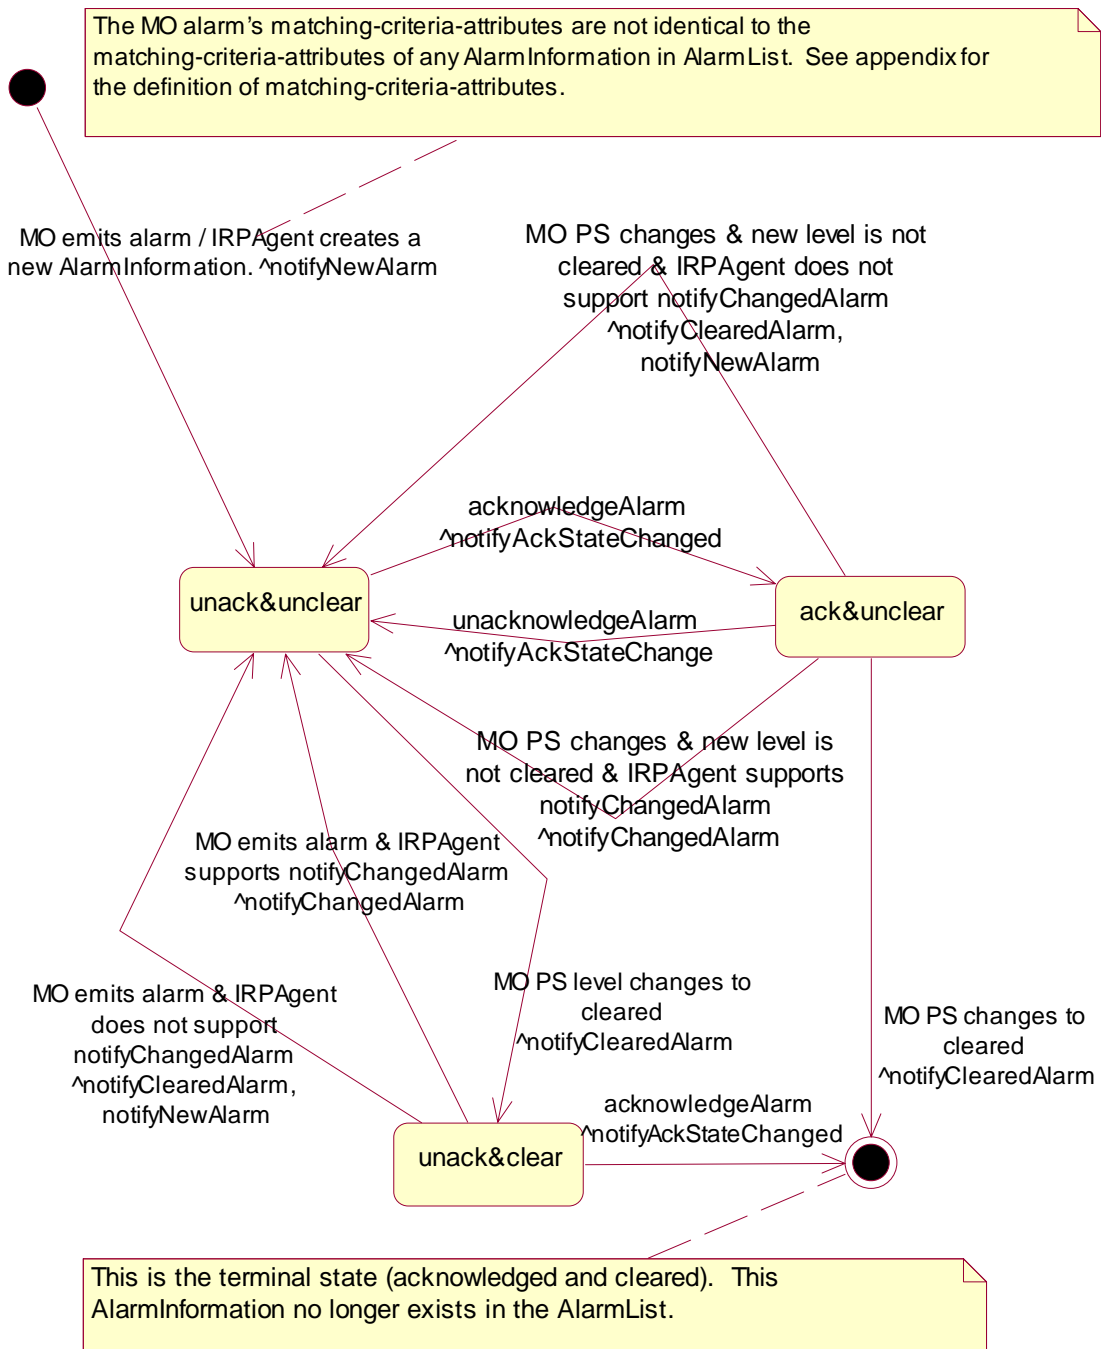 The MO alarm's matching-criteria-attributes are not identical to the
matching-criteria-attributes of any AlarmInformation in AlarmList.  See appendix for
the definition of matching-criteria-attributes.
MO emits alarm / IRPAgent creates a
new AlarmInformation. ^notifyNewAlarm
MO PS changes & new level is not
cleared & IRPAgent does not
support notifyChangedAlarm
^notifyClearedAlarm,
notifyNewAlarm
acknowledgeAlarm
^notifyAckStateChanged
unack&unclear
ack&unclear
unacknowledgeAlarm
^notifyAckStateChange
MO PS changes & new level is
not cleared & IRPAgent supports
notifyChangedAlarm
^notifyChangedAlarm
MO emits alarm & IRPAgent
supports notifyChangedAlarm
^notifyChangedAlarm
MO emits alarm & IRPAgent
does not support
notifyChangedAlarm
^notifyClearedAlarm,
notifyNewAlarm
MO PS level changes to
cleared
^notifyClearedAlarm
MO PS changes to
cleared
^notifyClearedAlarm
acknowledgeAlarm
^notifyAckStateChanged
unack&clear
This is the terminal state (acknowledged and cleared).  This
AlarmInformation no longer exists in the AlarmList.